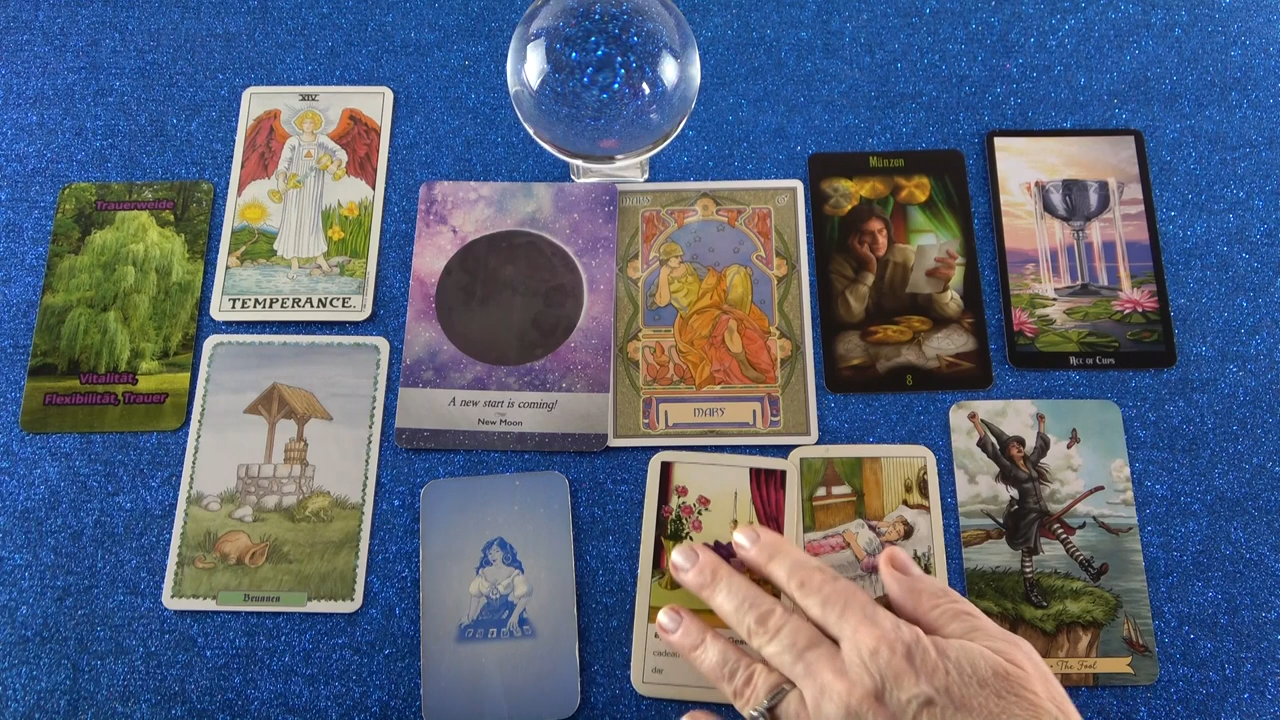 Trauerweide
Vitalität,
Flexibilität, Trauer
XIV
TEMPERANCE.
Brunnen
A new start is coming!
New Moon
MARS
MARS
Münzen
8
Ace of Cups
The Fool
cadeau
dar